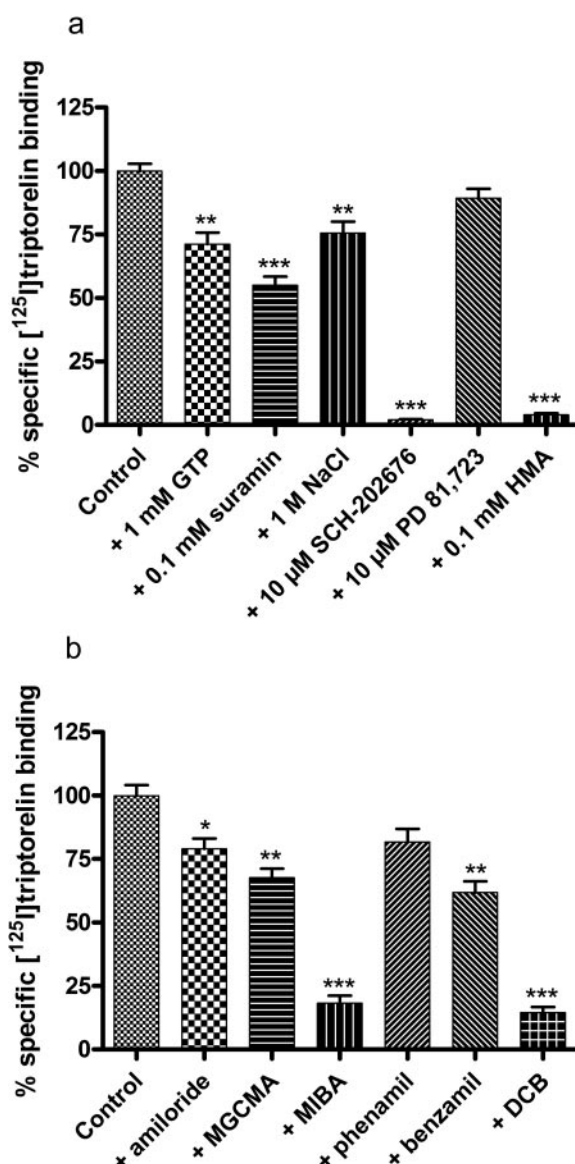 a
% specific [¹²⁵I]triptorelin binding
125
100
75
50
25
0
**
***
**
***
***
Control
+ 1 mM GTP
+ 0.1 mM suramin
+ 1 M NaCl
+ 10 µM SCH-202676
+ 10 µM PD 81,723
+ 0.1 mM HMA
b
% specific [¹²⁵I]triptorelin binding
125
100
75
50
25
0
*
**
***
**
***
Control
+ amiloride
+ MGCMA
+ MIBA
+ phenamil
+ benzamil
+ DCB